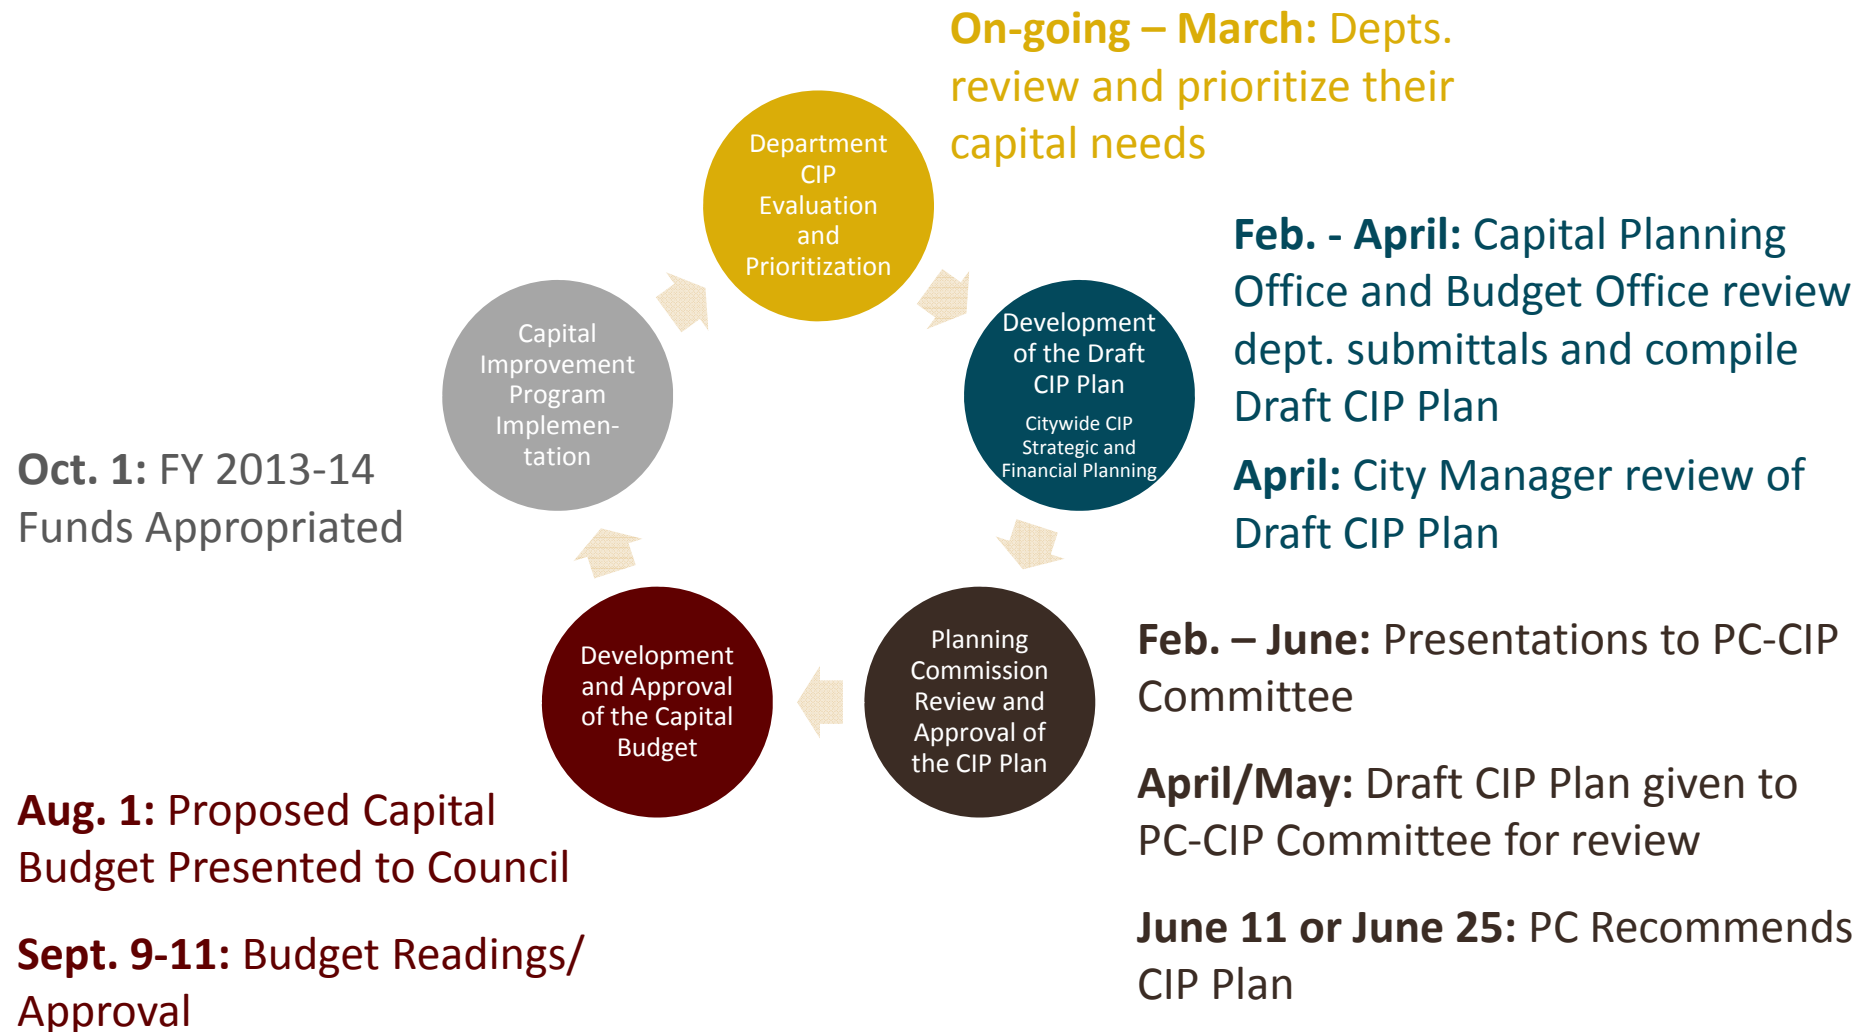 On-going – March: Depts.
review and prioritize their
capital needs
Department
CIP
Evaluation
and
Prioritization
Feb. - April: Capital Planning
Office and Budget Office review
dept. submittals and compile
Draft CIP Plan
April: City Manager review of
Draft CIP Plan
Development
of the Draft
CIP Plan
Citywide CIP
Strategic and
Financial Planning
Capital
Improvement
Program
Implemen-
tation
Oct. 1: FY 2013-14
Funds Appropriated
Planning
Commission
Review and
Approval of
the CIP Plan
Feb. – June: Presentations to PC-CIP
Committee
April/May: Draft CIP Plan given to
PC-CIP Committee for review
June 11 or June 25: PC Recommends
CIP Plan
Development
and Approval
of the Capital
Budget
Aug. 1: Proposed Capital
Budget Presented to Council
Sept. 9-11: Budget Readings/
Approval